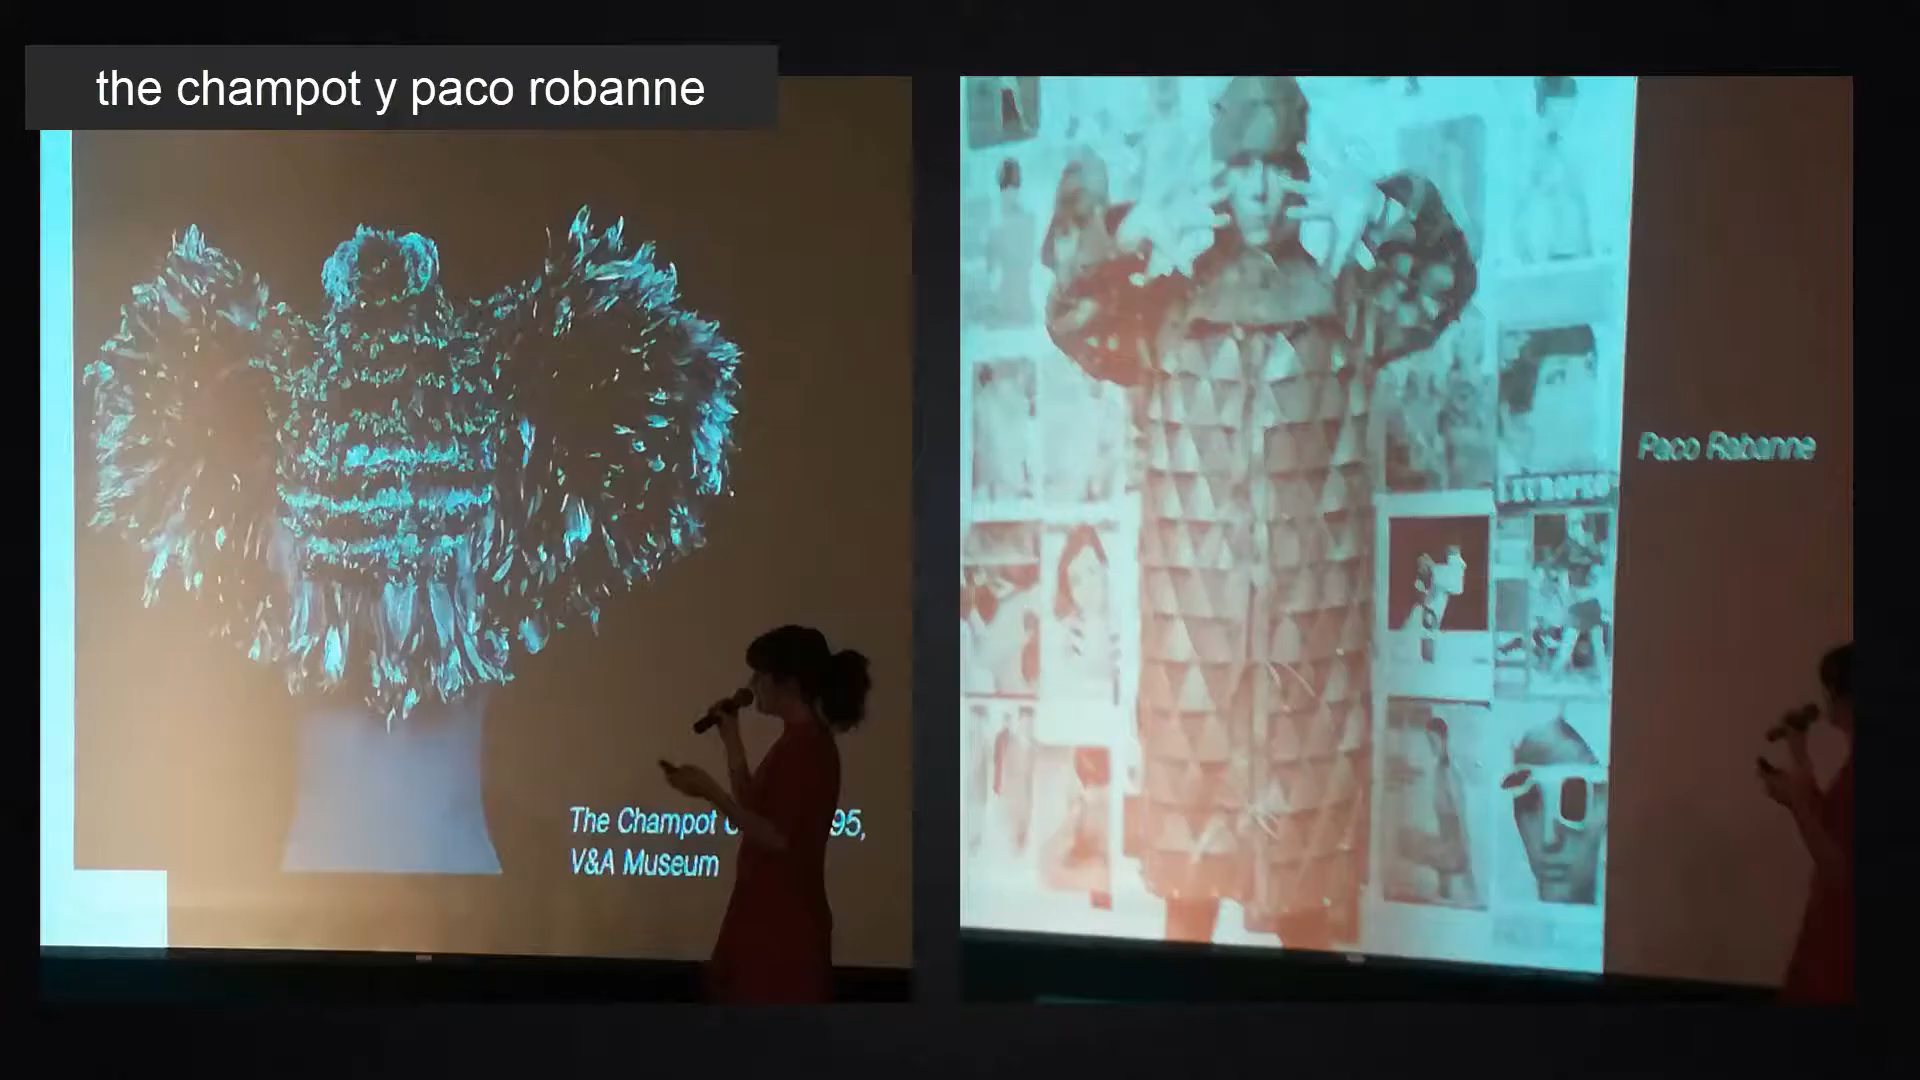 the champot y paco robanne
The Champot 95,
V&A Museum
Paco Rabanne